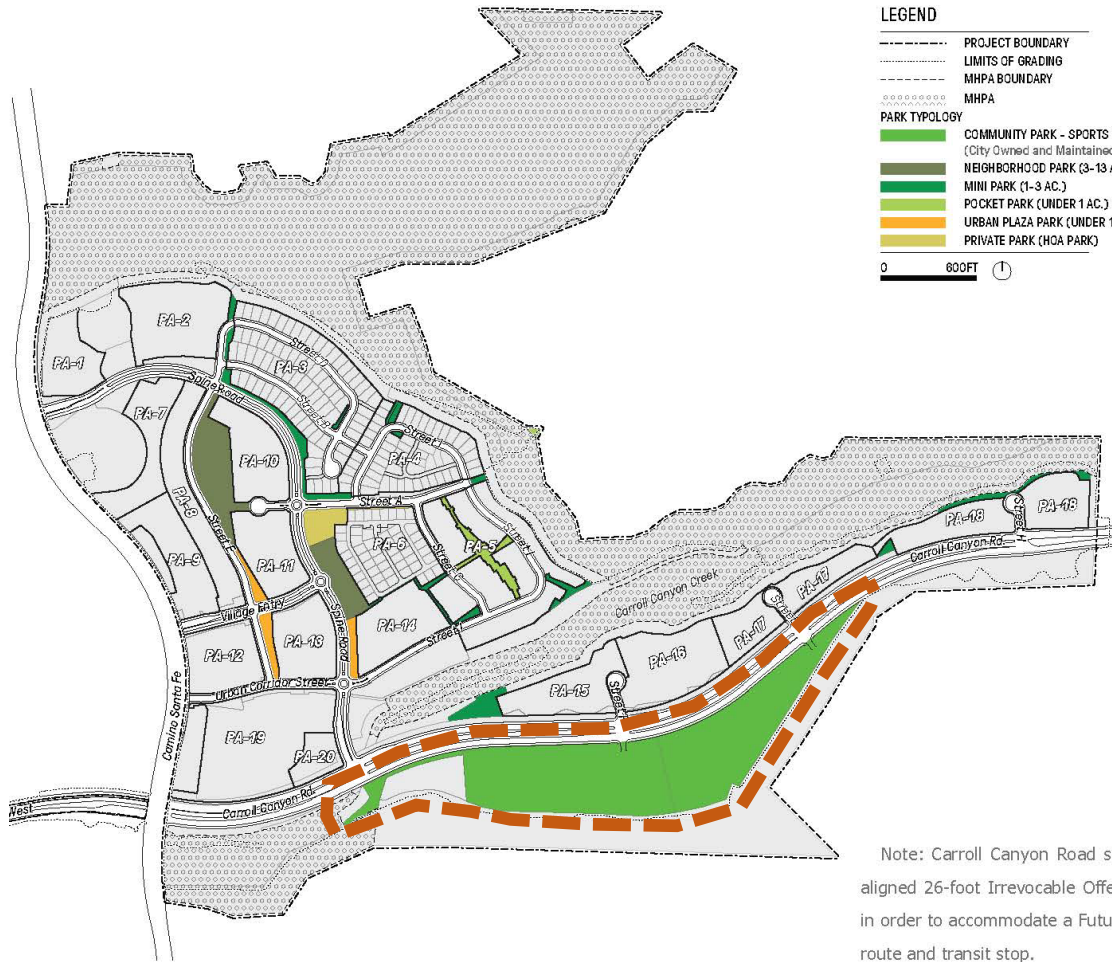 LEGEND
PROJECT BOUNDARY
LIMITS OF GRADING
MHPA BOUNDARY
MHPA
PARK TYPOLOGY
COMMUNITY PARK - SPORTS
(City Owned and Maintained
NEIGHBORHOOD PARK (3-13 A
MINI PARK (1-3 AC.)
POCKET PARK (UNDER 1 AC.)
URBAN PLAZA PARK (UNDER 1
PRIVATE PARK (HOA PARK)
0 600FT
PA-1
PA-2
PA-3
Spine Road
PA-7
PA-10
PA-4
Street A
PA-8
Street E
PA-9
PA-11
PA-6
PA-5
Village Entry
Spine Road
PA-12
PA-13
PA-14
Urban Corridor Street
Carroll Canyon Creek
PA-18
PA-18
Street H
Carroll Canyon Rd.
PA-17
PA-17
PA-16
PA-15
PA-19
PA-20
Camino Santa Fe
Carroll Canyon Rd.
West
Note: Carroll Canyon Road s
aligned 26-foot Irrevocable Offe
in order to accommodate a Futu
route and transit stop.